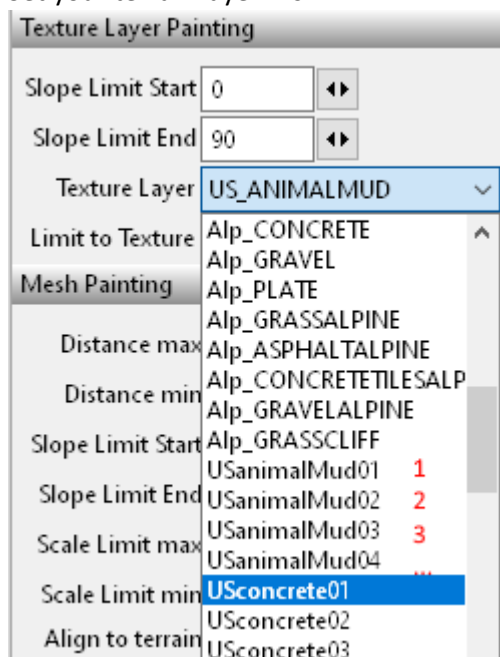 Texture Layer Painting
Slope Limit Start 0
Slope Limit End 90
Texture Layer US_ANIMALMUD
Limit to Texture Alp_CONCRETE
Alp_GRAVEL
Mesh Painting Alp_PLATE
Alp_GRASSALPINE
Distance max Alp_ASPHALTALPINE
Alp_CONCRETETILESALP
Distance min Alp_GRAVELALPINE
Slope Limit Start Alp_GRASSCLIFF
USanimalMud01 1
Slope Limit End USanimalMud02 2
USanimalMud03 3
Scale Limit max USanimalMud04 ...
Scale Limit min USconcrete01
USconcrete02
Align to terrain USconcrete03